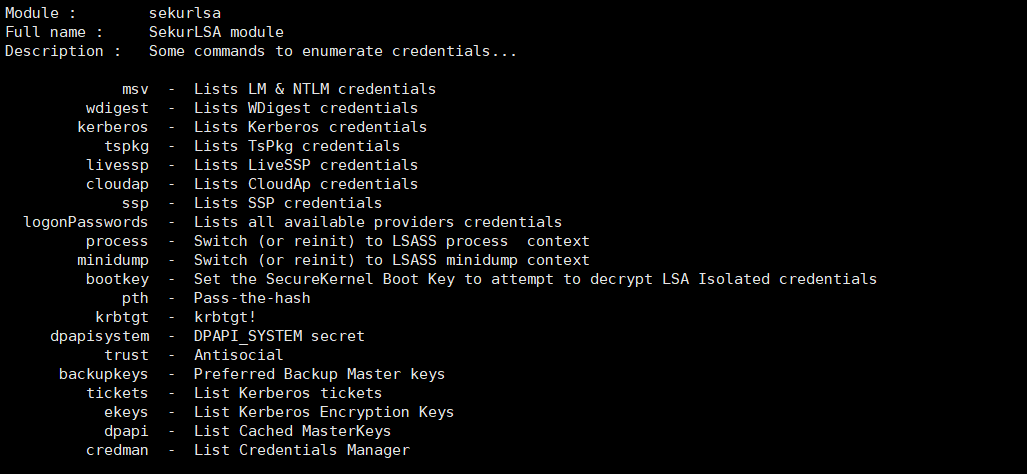 Module :        sekurlsa
Full name :     SekurLSA module
Description :   Some commands to enumerate credentials...
             msv  -  Lists LM & NTLM credentials
         wdigest  -  Lists WDigest credentials
        kerberos  -  Lists Kerberos credentials
           tspkg  -  Lists TsPkg credentials
         livessp  -  Lists LiveSSP credentials
         cloudap  -  Lists CloudAp credentials
             ssp  -  Lists SSP credentials
  logonPasswords  -  Lists all available providers credentials
         process  -  Switch (or reinit) to LSASS process  context
        minidump  -  Switch (or reinit) to LSASS minidump context
         bootkey  -  Set the SecureKernel Boot Key to attempt to decrypt LSA Isolated credentials
             pth  -  Pass-the-hash
          krbtgt  -  krbtgt!
     dpapisystem  -  DPAPI_SYSTEM secret
           trust  -  Antisocial
      backupkeys  -  Preferred Backup Master keys
         tickets  -  List Kerberos tickets
           ekeys  -  List Kerberos Encryption Keys
           dpapi  -  List Cached MasterKeys
         credman  -  List Credentials Manager